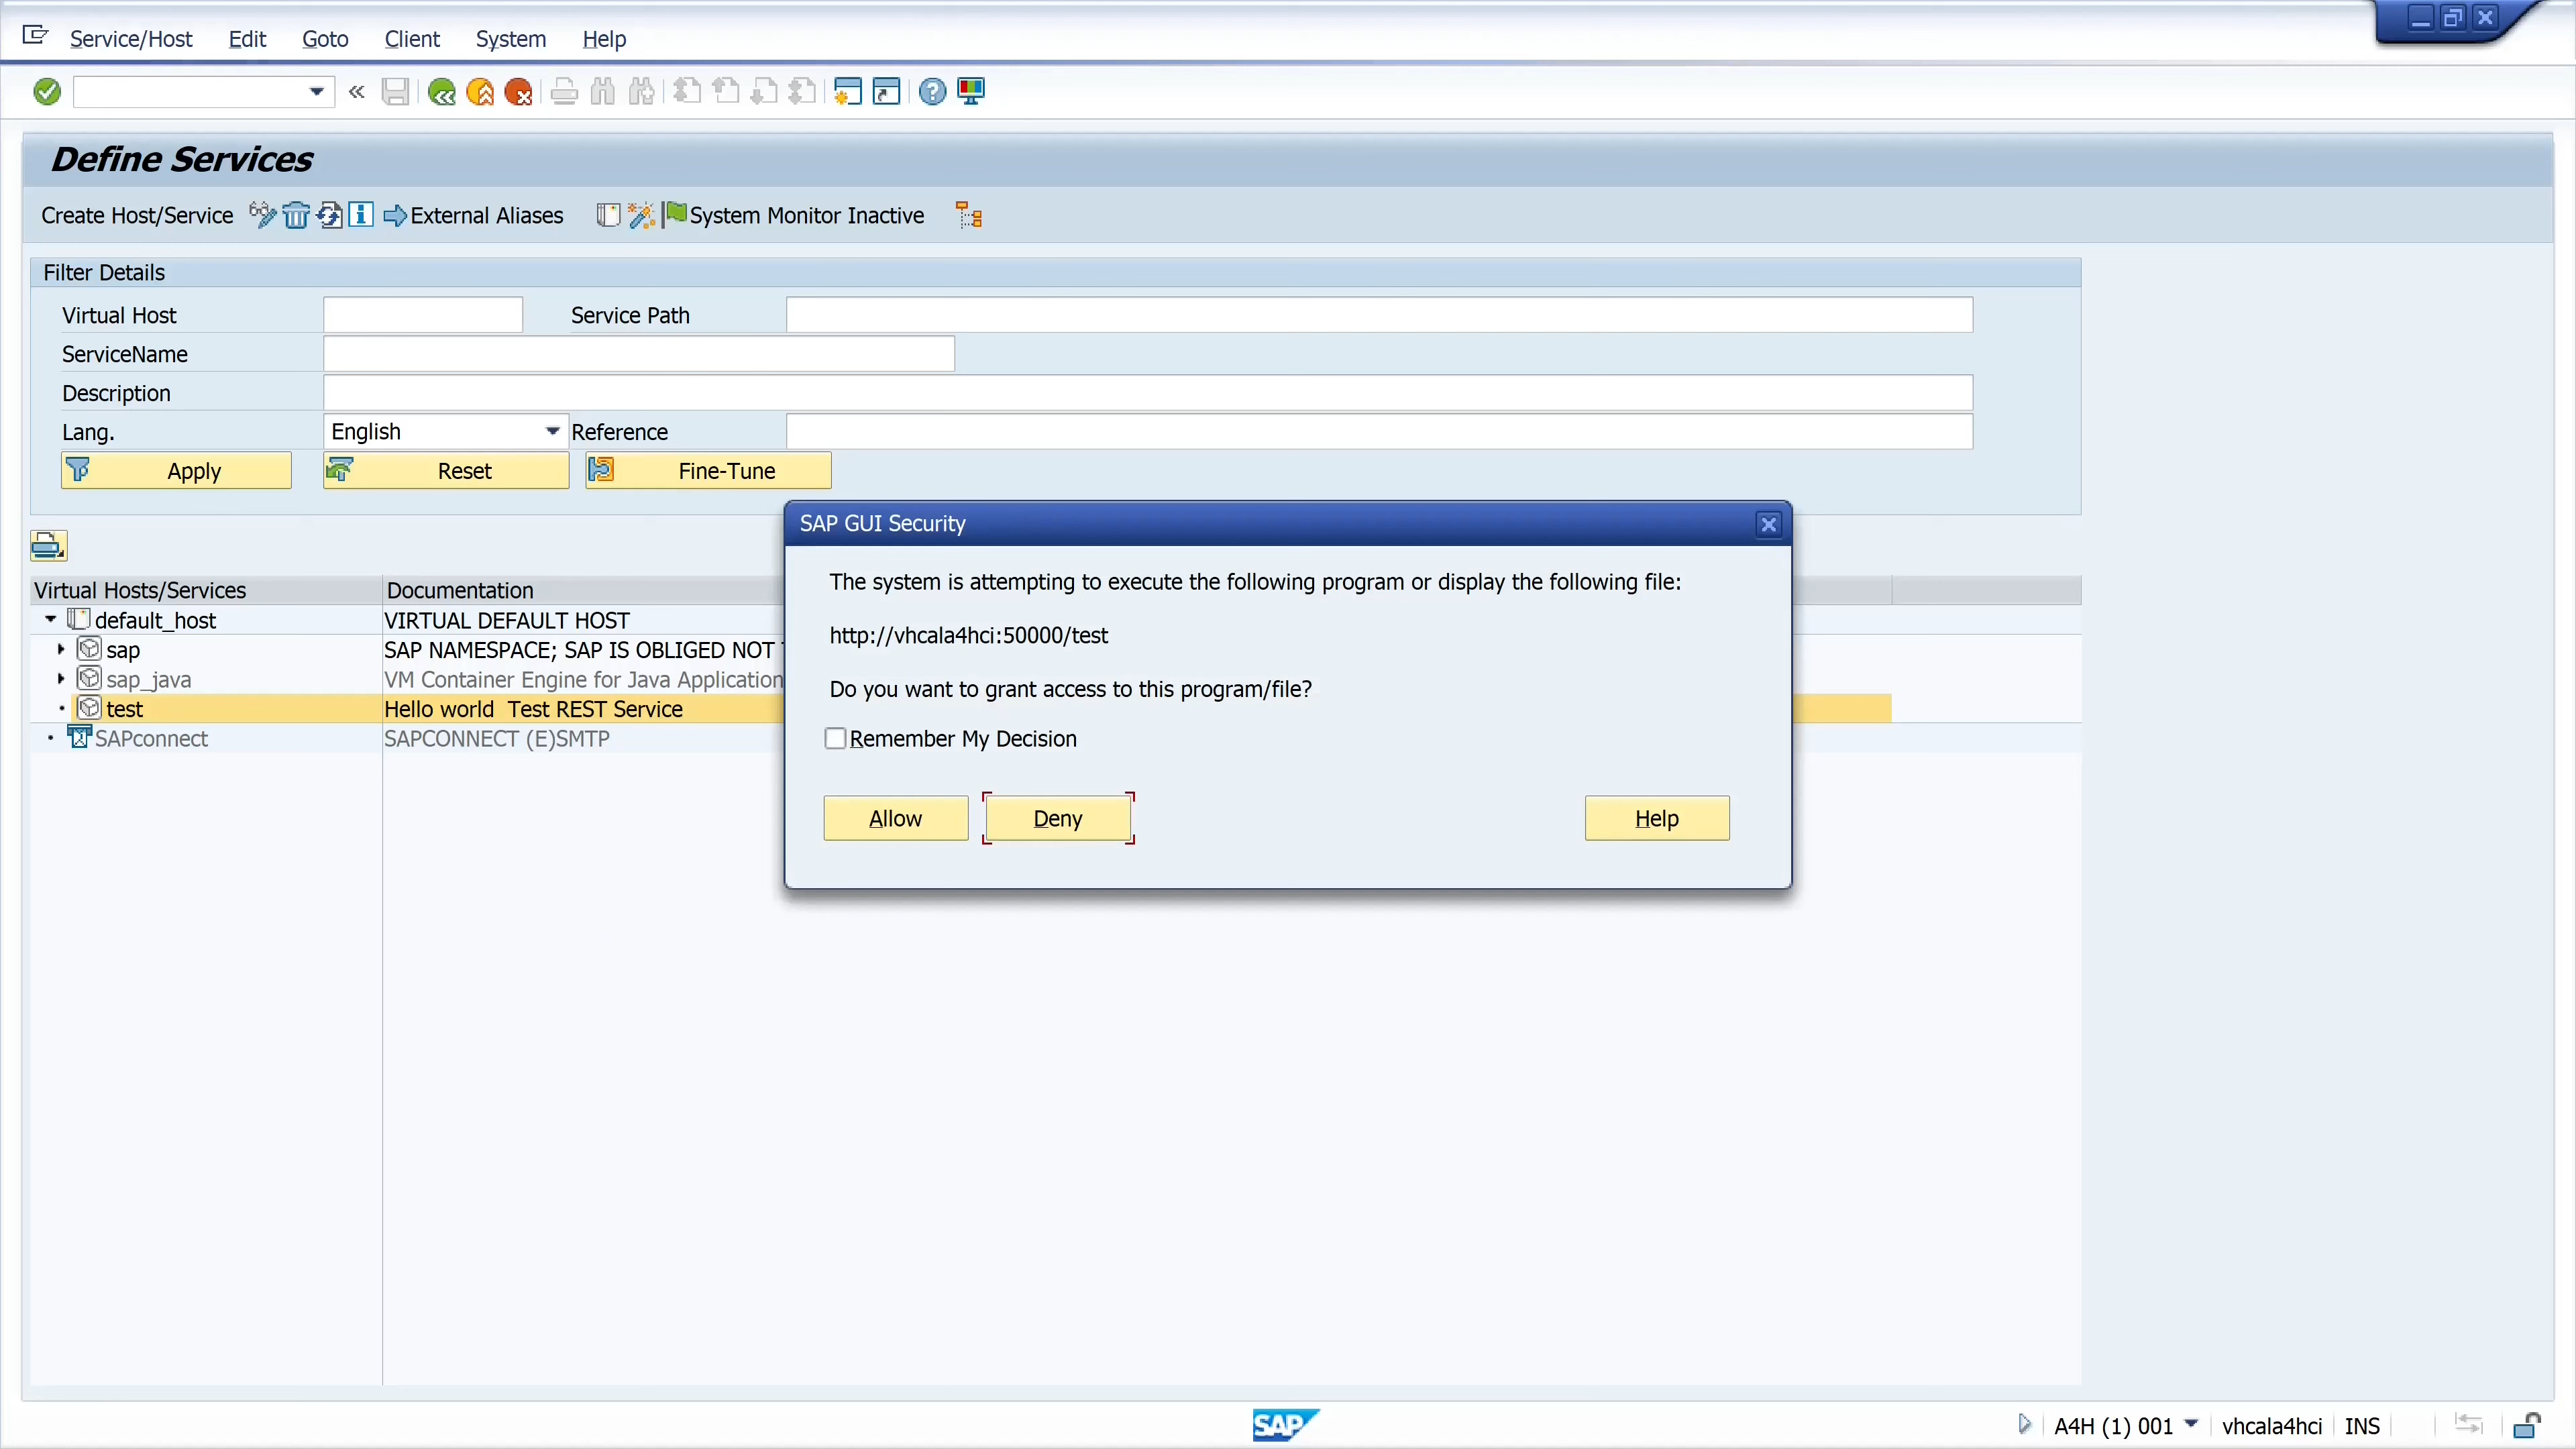 Service/Host Edit Goto Client System Help
Define Services
Create Host/Service External Aliases System Monitor Inactive
Filter Details
Virtual Host Service Path
ServiceName
Description
Lang. English Reference
Apply Reset Fine-Tune
SAP GUI Security
The system is attempting to execute the following program or display the following file:
http://vhcala4hci:50000/test
Do you want to grant access to this program/file?
Remember My Decision
Allow Deny Help
Virtual Hosts/Services Documentation
default_host VIRTUAL DEFAULT HOST
sap SAP NAMESPACE; SAP IS OBLIGED NOT
sap_java VM Container Engine for Java Application
test Hello world Test REST Service
SAPconnect SAPCONNECT (E)SMTP
SAP A4H (1) 001 vhcala4hci INS